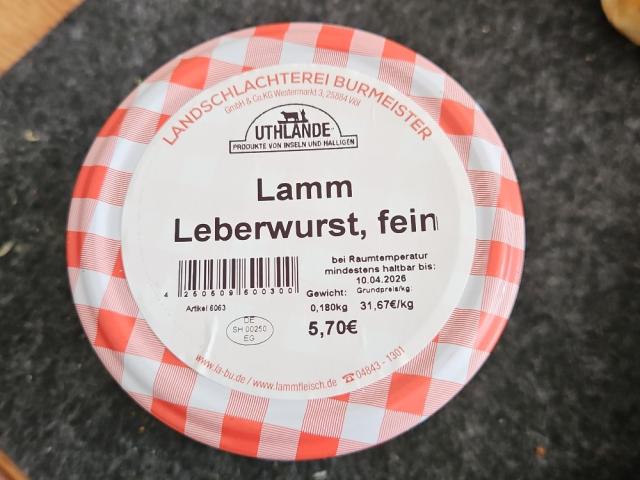 LANDSCHLACHTEREI BURMEISTER
GmbH & Co.KG Westermarkt 3, 25884 Viöl
UTHLANDE
PRODUKTE VON INSELN UND HALLIGEN
Lamm
Leberwurst, fein
bei Raumtemperatur
mindestens haltbar bis:
10.04.2026
Gewicht: Grundpreis/kg:
0,180kg 31,67€/kg
5,70€
4 250509 600300
Artikel 6063
DE
SH 00250
EG
www.la-bu.de / www.lammfleisch.de ☎04843 - 1301